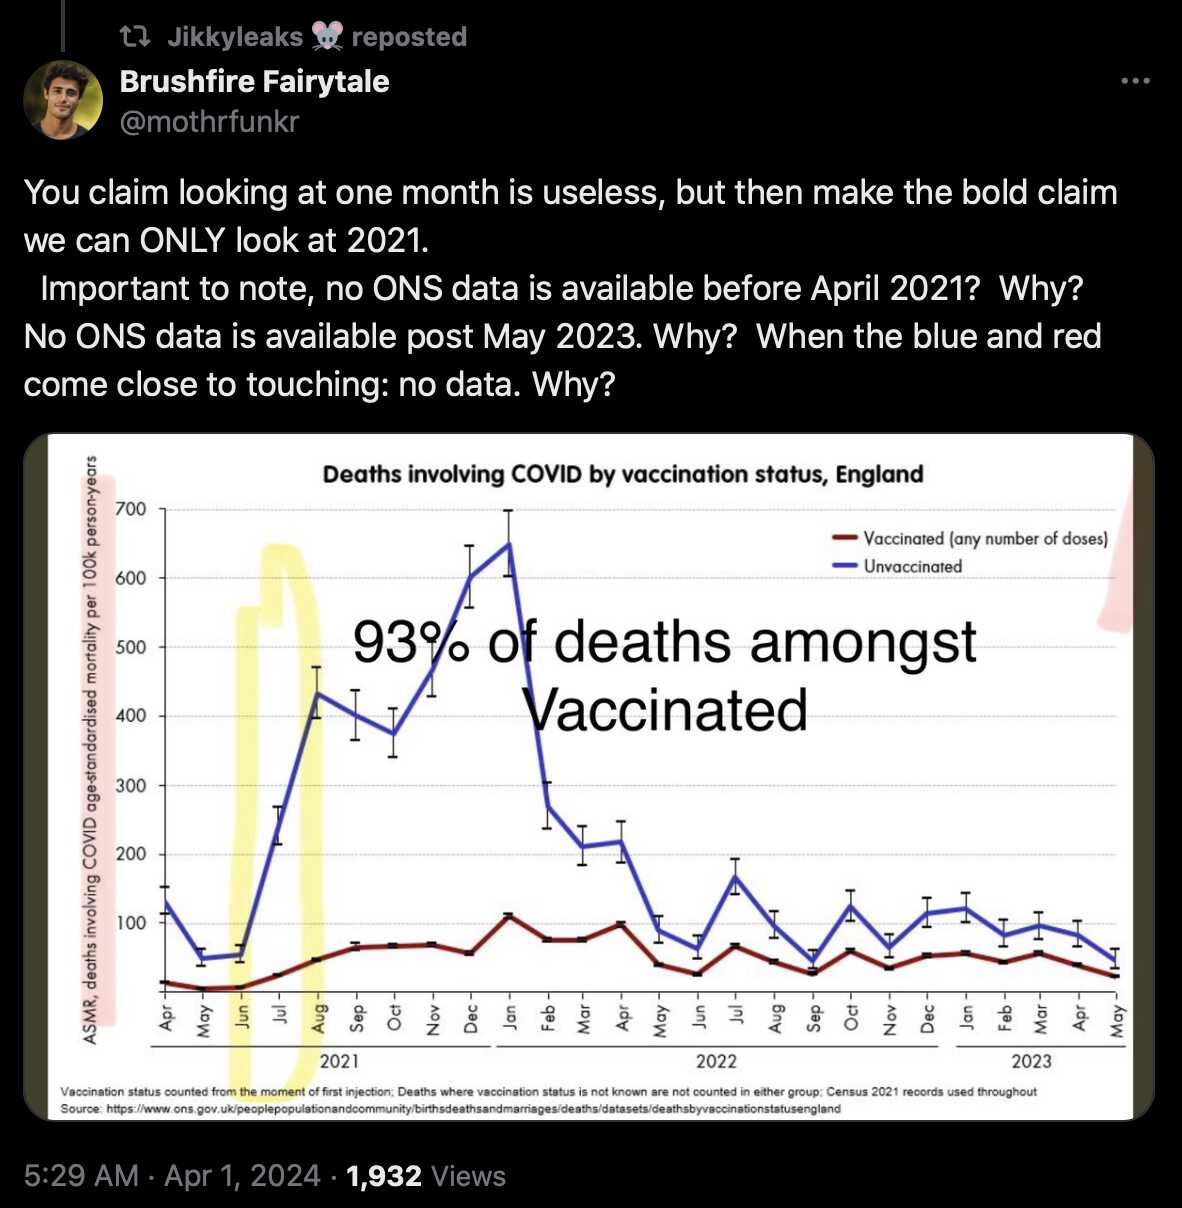 Jikkyleaks 🐭 reposted
Brushfire Fairytale
@mothrfunkr
You claim looking at one month is useless, but then make the bold claim
we can ONLY look at 2021.
Important to note, no ONS data is available before April 2021?  Why?
No ONS data is available post May 2023. Why?  When the blue and red
come close to touching: no data. Why?
Deaths involving COVID by vaccination status, England
ASMR, deaths involving COVID age-standardised mortality per 100k person-years
700
600
500
400
300
200
100
Vaccinated (any number of doses)
Unvaccinated
93% of deaths amongst
Vaccinated
Apr May Jun Jul Aug Sep Oct Nov Dec Jan Feb Mar Apr May Jun Jul Aug Sep Oct Nov Dec Jan Feb Mar Apr May
2021 2022 2023
Vaccination status counted from the moment of first injection; Deaths where vaccination status is not known are not counted in either group; Census 2021 records used throughout
Source: https://www.ons.gov.uk/peoplepopulationandcommunity/birthsdeathsandmarriages/deaths/datasets/deathsbyvaccinationstatusengland
5:29 AM · Apr 1, 2024 · 1,932 Views